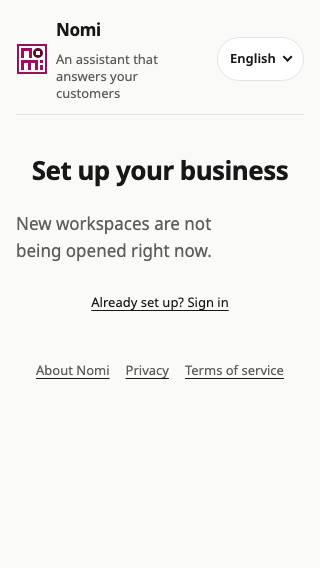 Nomi
An assistant that
answers your
customers
English
Set up your business
New workspaces are not
being opened right now.
Already set up? Sign in
About Nomi Privacy Terms of service